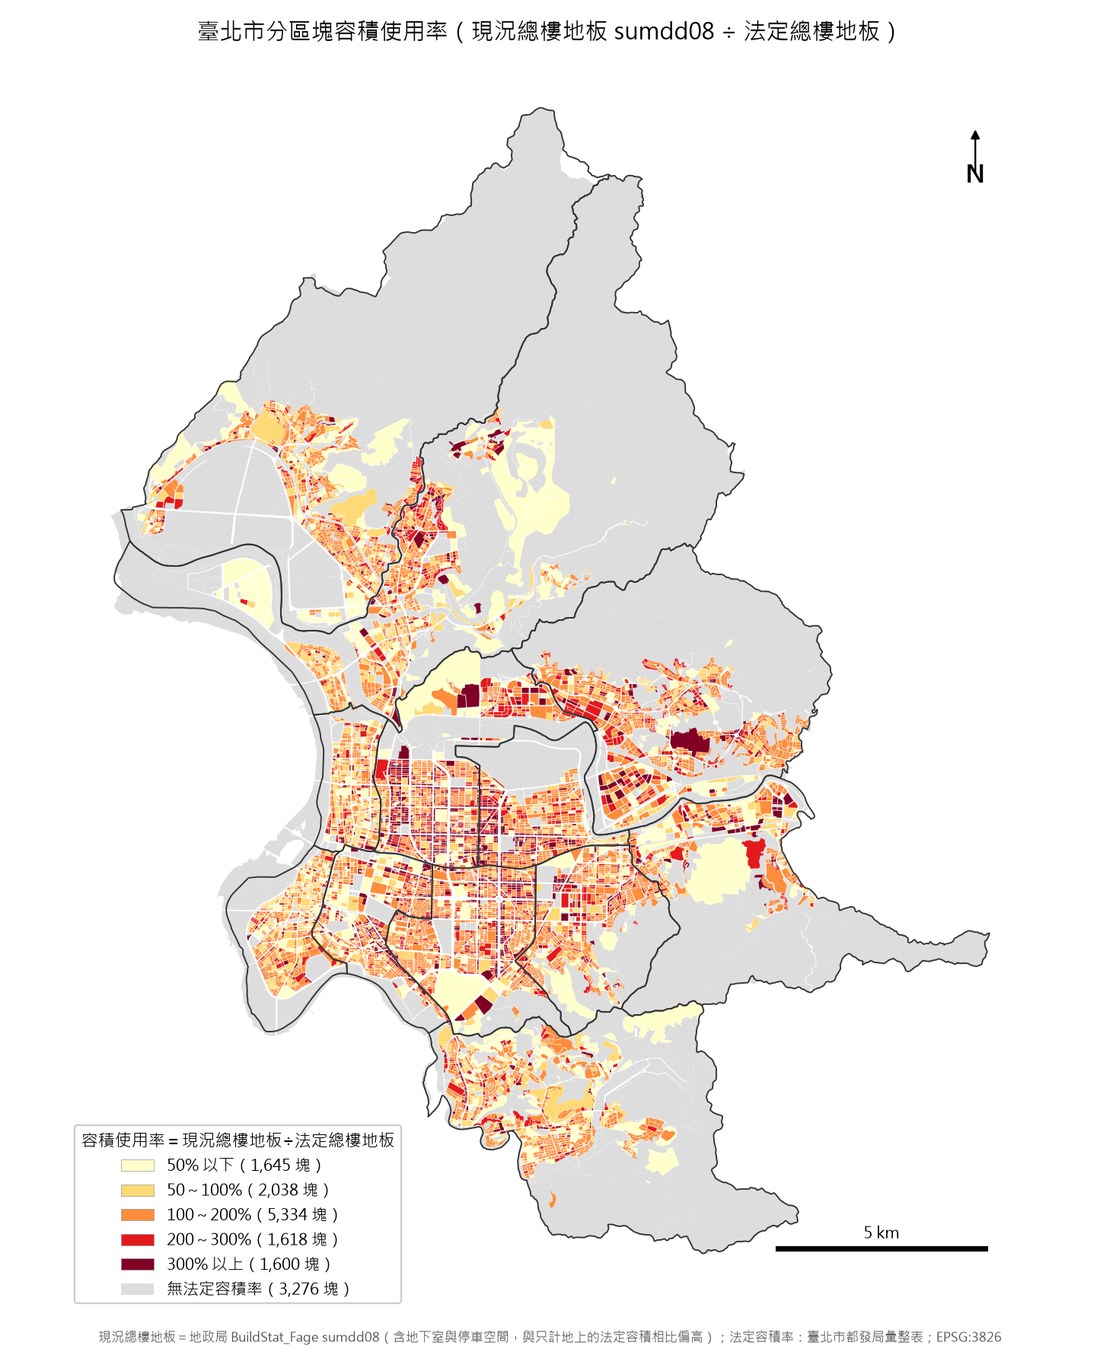 臺北市分區塊容積使用率（現況總樓地板 sumdd08 ÷ 法定總樓地板）
N
容積使用率＝現況總樓地板÷法定總樓地板
50% 以下（1,645 塊）
50～100%（2,038 塊）
100～200%（5,334 塊）
200～300%（1,618 塊）
300% 以上（1,600 塊）
無法定容積率（3,276 塊）
5 km
現況總樓地板＝地政局 BuildStat_Fage sumdd08（含地下室與停車空間，與只計地上的法定容積相比偏高）；法定容積率：臺北市都發局彙整表；EPSG:3826